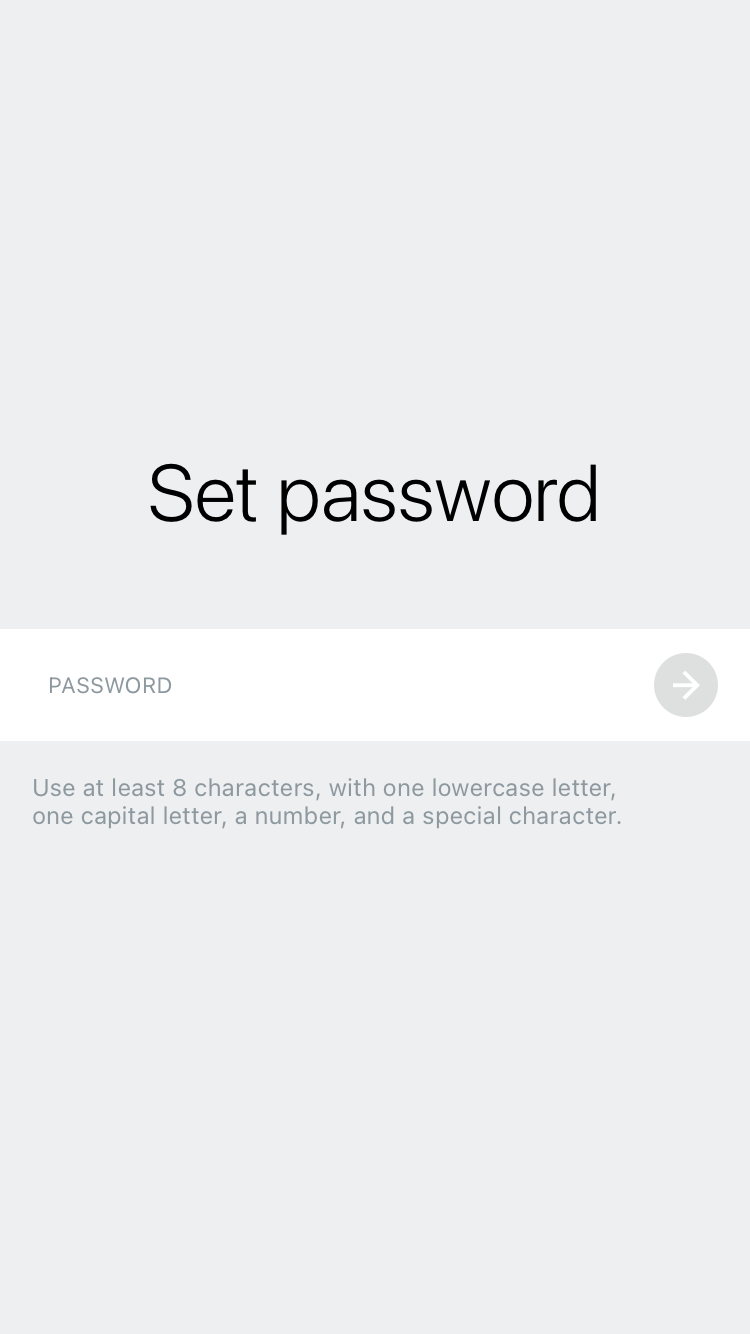 Set password
PASSWORD
Use at least 8 characters, with one lowercase letter,
one capital letter, a number, and a special character.